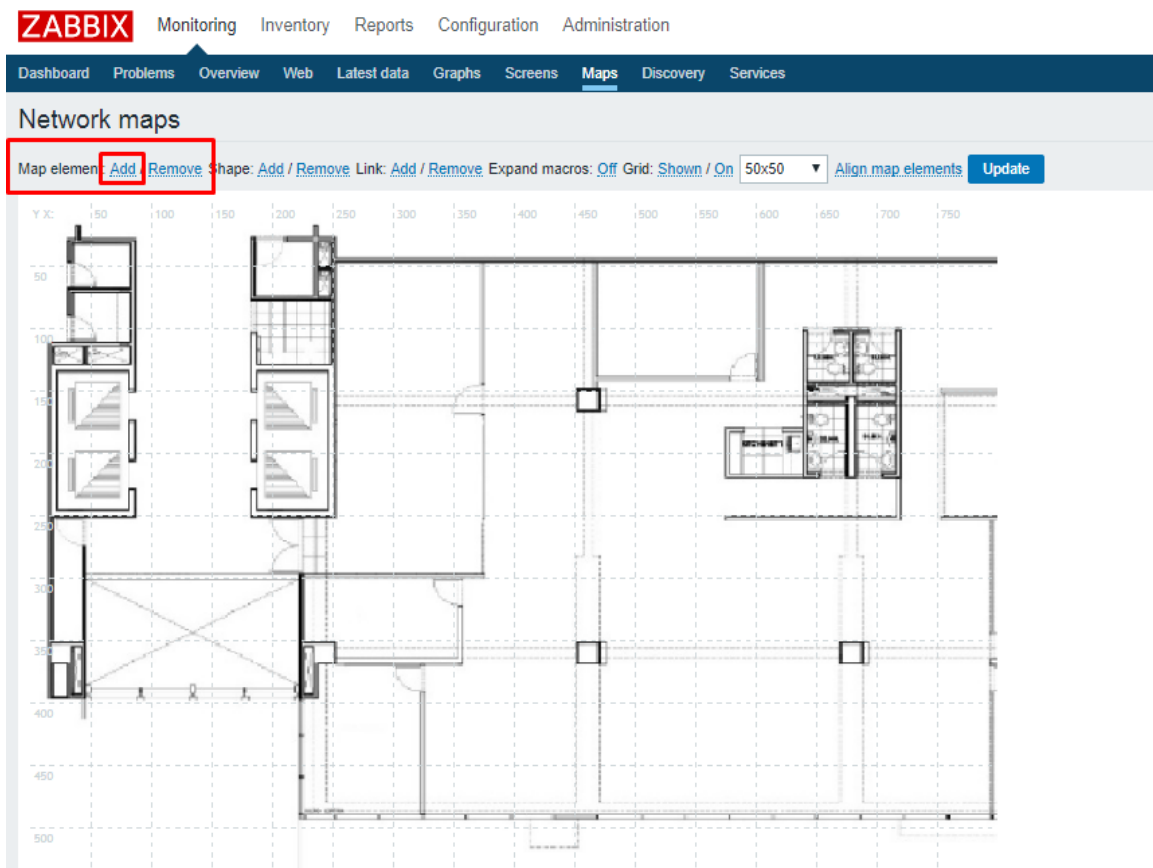 ZABBIX Monitoring Inventory Reports Configuration Administration
Dashboard Problems Overview Web Latest data Graphs Screens Maps Discovery Services
Network maps
Map element: Add / Remove Shape: Add / Remove Link: Add / Remove Expand macros: Off Grid: Shown / On 50x50 ▼ Align map elements Update
Y X: 50 100 150 200 250 300 350 400 450 500 550 600 650 700 750
50
100
150
200
250
300
350
400
450
500